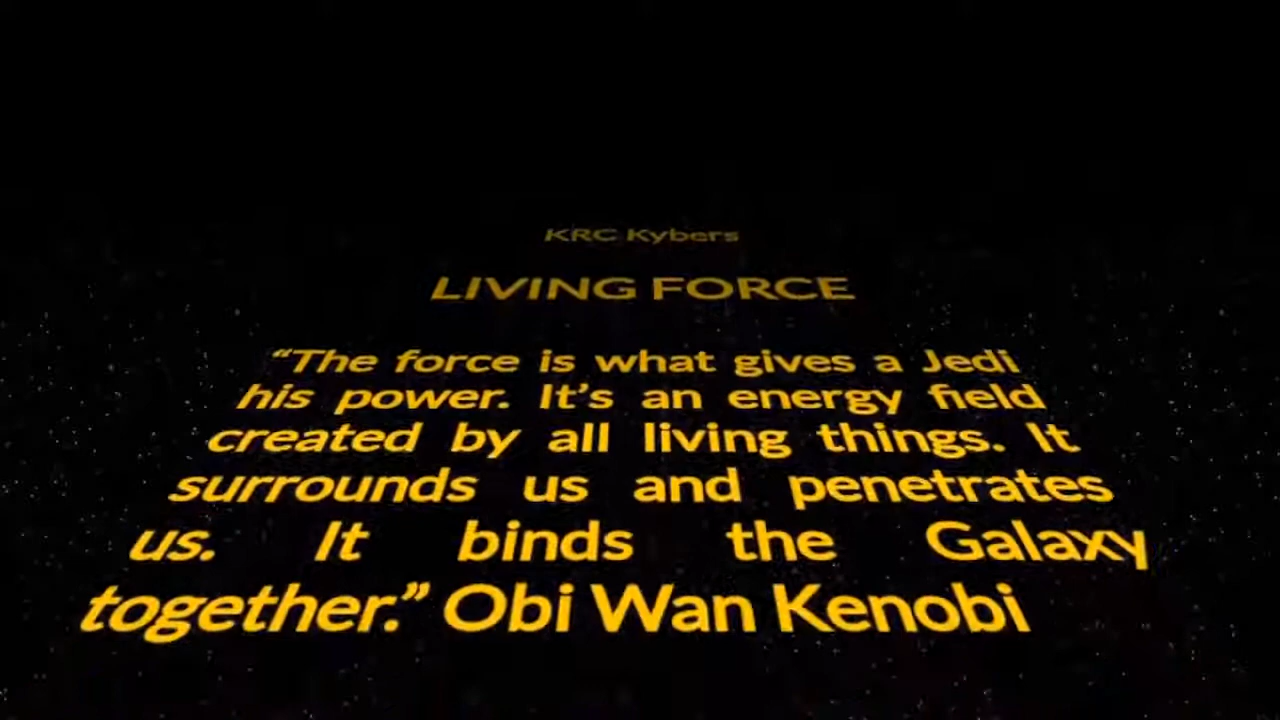 KRC Kybers
LIVING FORCE
“The force is what gives a Jedi
his power. It’s an energy field
created by all living things. It
surrounds us and penetrates
us. It binds the Galaxy
together.” Obi Wan Kenobi